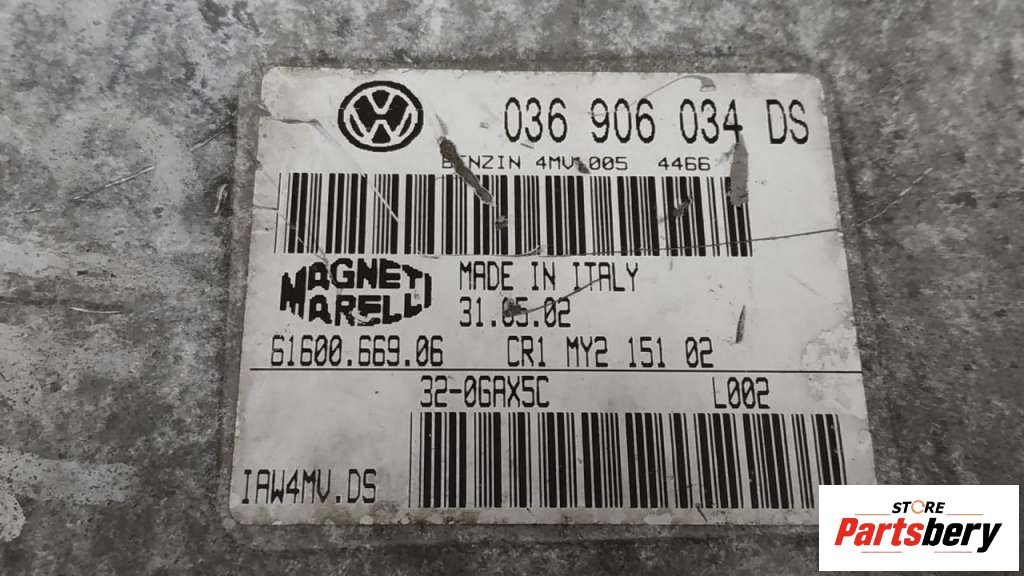 036 906 034 DS
BENZIN 4MV 005 4466
MAGNETI MARELLI
MADE IN ITALY
31.05.02
61600.669.06 CR1 MY2 151 02
32-0GAX5C L002
IAW4MV.DS
STORE
Partsbery